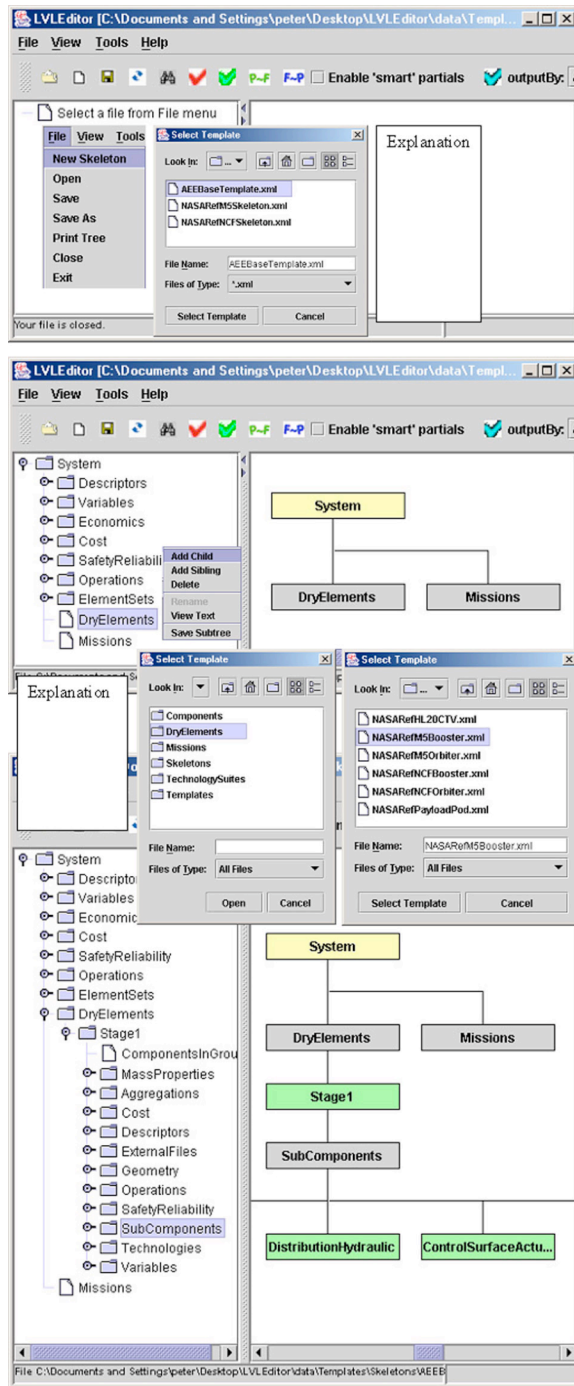 LVLEditor [C:\Documents and Settings\peter\Desktop\LVLEditor\data\Templ...
File View Tools Help
P~F F~P Enable 'smart' partials outputBy:
Select a file from File menu
File View Tools
New Skeleton
Open
Save
Save As
Print Tree
Close
Exit
Select Template
Look In: ...
AEEBaseTemplate.xml
NASARefM5Skeleton.xml
NASARefNCFSkeleton.xml
File Name: AEEBaseTemplate.xml
Files of Type: *.xml
Select Template Cancel
Explanation
Your file is closed.
LVLEditor [C:\Documents and Settings\peter\Desktop\LVLEditor\data\Templ...
File View Tools Help
P~F F~P Enable 'smart' partials outputBy:
System
Descriptors
Variables
Economics
Cost
SafetyReliabili
Operations
ElementSets
DryElements
Missions
Add Child
Add Sibling
Delete
Rename
View Text
Save Subtree
System
DryElements Missions
Explanation
Select Template
Look In:
Components
DryElements
Missions
Skeletons
TechnologySuites
Templates
File Name:
Files of Type: All Files
Open Cancel
Select Template
Look In: ...
NASARefHL20CTV.xml
NASARefM5Booster.xml
NASARefM5Orbiter.xml
NASARefNCFBooster.xml
NASARefNCFOrbiter.xml
NASARefPayloadPod.xml
File Name: NASARefM5Booster.xml
Files of Type: All Files
Select Template Cancel
System
Descripto
Variables
Economic
Cost
SafetyReliability
Operations
ElementSets
DryElements
Stage1
ComponentsInGrou
MassProperties
Aggregations
Cost
Descriptors
ExternalFiles
Geometry
Operations
SafetyReliability
SubComponents
Technologies
Variables
Missions
System
DryElements Missions
Stage1
SubComponents
DistributionHydraulic ControlSurfaceActu...
File C:\Documents and Settings\peter\Desktop\LVLEditor\data\Templates\Skeletons\AEEB